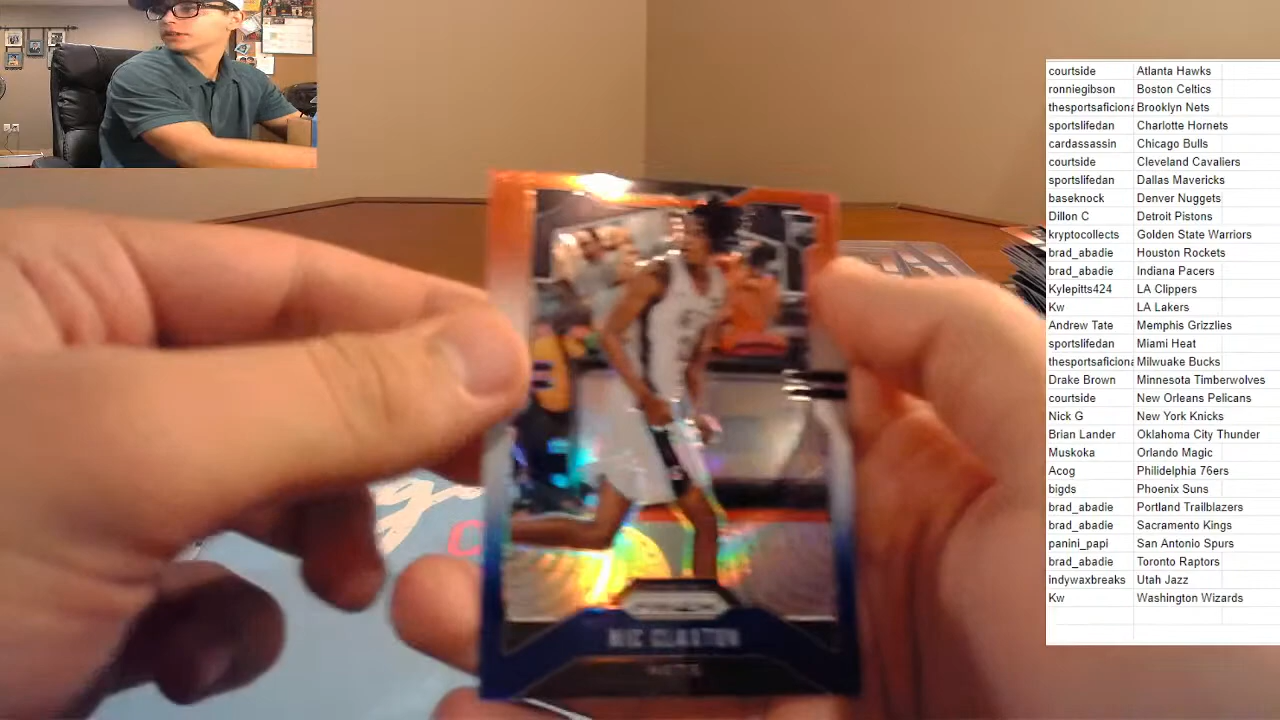 courtside Atlanta Hawks
ronniegibson Boston Celtics
thesportsaficiona Brooklyn Nets
sportslifedan Charlotte Hornets
cardassassin Chicago Bulls
courtside Cleveland Cavaliers
sportslifedan Dallas Mavericks
baseknock Denver Nuggets
Dillon C Detroit Pistons
kryptocollects Golden State Warriors
brad_abadie Houston Rockets
brad_abadie Indiana Pacers
Kylepitts424 LA Clippers
Kw LA Lakers
Andrew Tate Memphis Grizzlies
sportslifedan Miami Heat
thesportsaficiona Milwuake Bucks
Drake Brown Minnesota Timberwolves
courtside New Orleans Pelicans
Nick G New York Knicks
Brian Lander Oklahoma City Thunder
Muskoka Orlando Magic
Acog Philidelphia 76ers
bigds Phoenix Suns
brad_abadie Portland Trailblazers
brad_abadie Sacramento Kings
panini_papi San Antonio Spurs
brad_abadie Toronto Raptors
indywaxbreaks Utah Jazz
Kw Washington Wizards
NIC CLAXTON
NETS